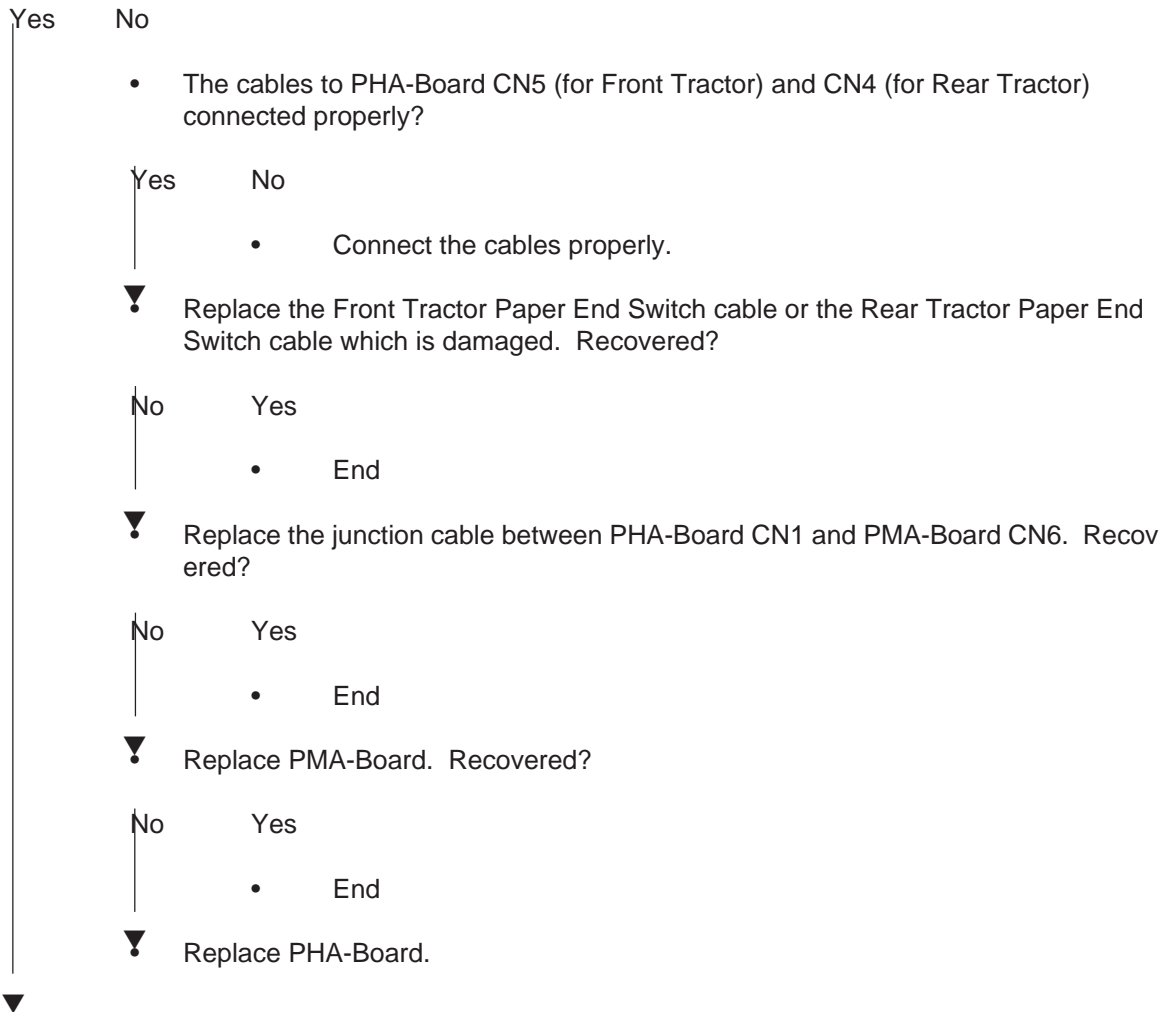 Yes No
• The cables to PHA-Board CN5 (for Front Tractor) and CN4 (for Rear Tractor)
connected properly?
Yes No
• Connect the cables properly.
• Replace the Front Tractor Paper End Switch cable or the Rear Tractor Paper End
Switch cable which is damaged. Recovered?
No Yes
• End
• Replace the junction cable between PHA-Board CN1 and PMA-Board CN6. Recov
ered?
No Yes
• End
• Replace PMA-Board. Recovered?
No Yes
• End
• Replace PHA-Board.